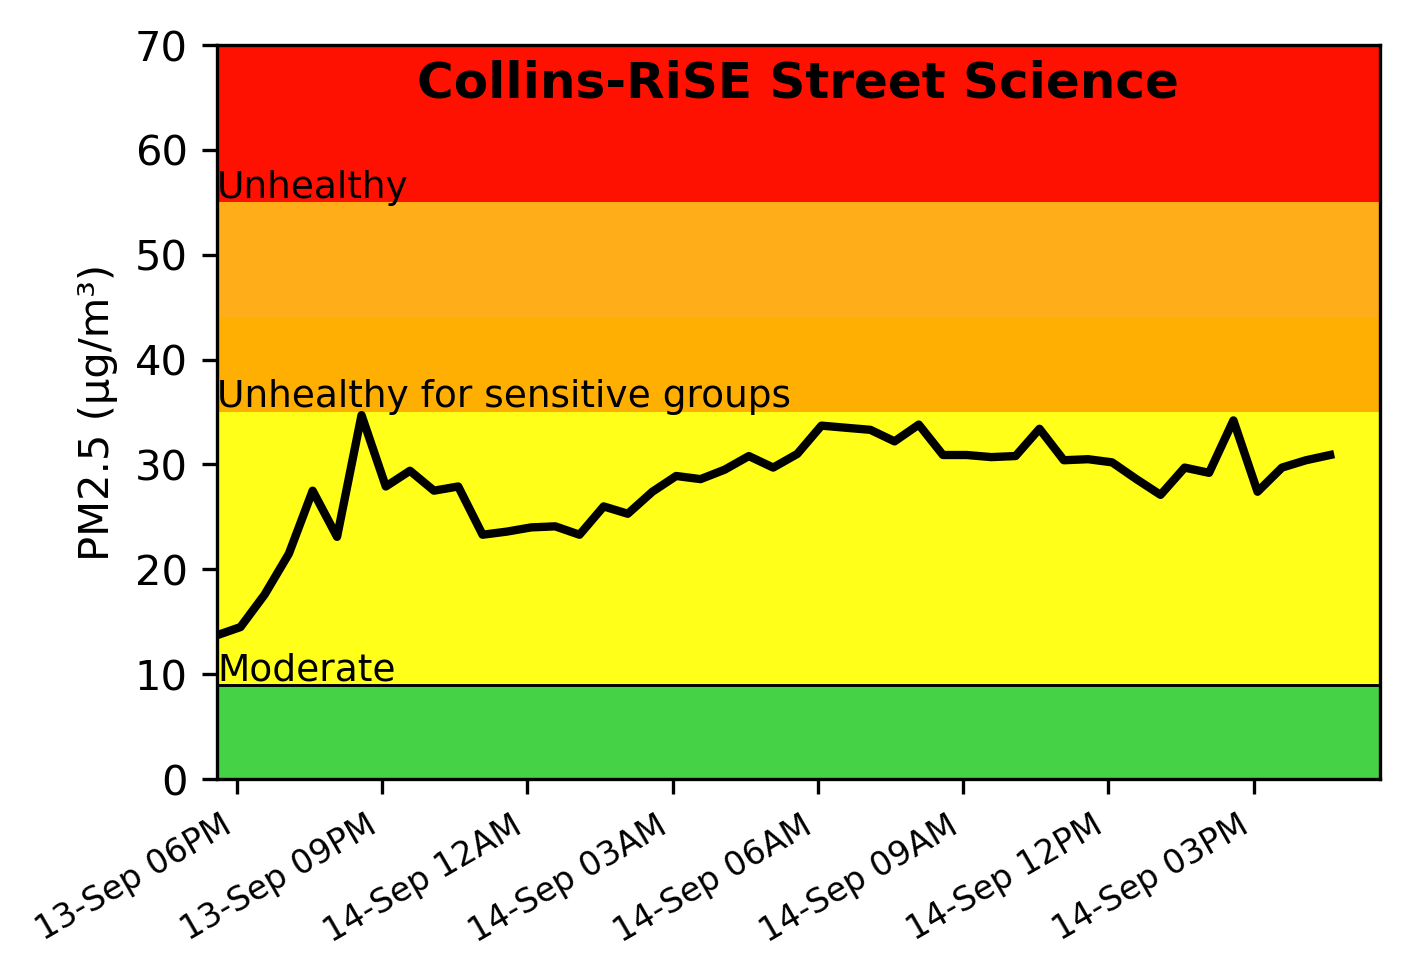 Collins-RiSE Street Science
70
60
Unhealthy
50
40
Unhealthy for sensitive groups
30
20
Moderate
10
0
PM2.5 (µg/m³)
13-Sep 06PM
13-Sep 09PM
14-Sep 12AM
14-Sep 03AM
14-Sep 06AM
14-Sep 09AM
14-Sep 12PM
14-Sep 03PM